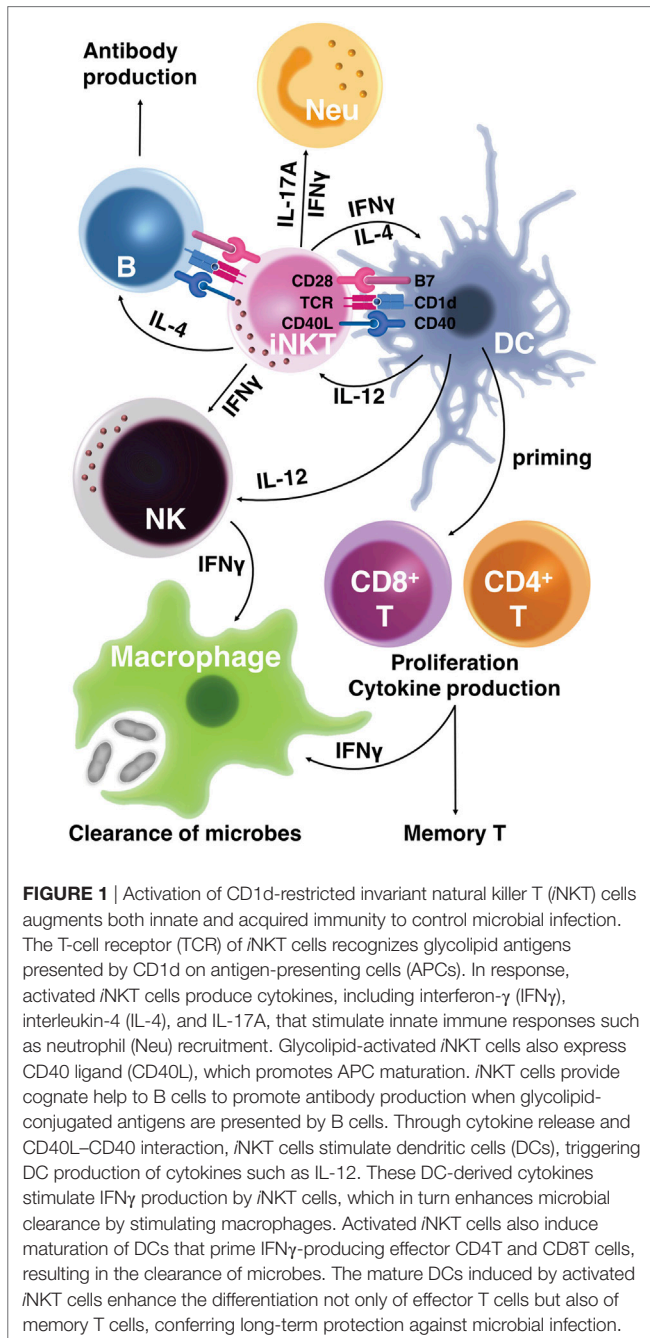 Antibody
production
Neu
IL-17A
IFNγ
IFNγ
IL-4
B
CD28
B7
TCR
CD1d
CD40L
CD40
iNKT
DC
IL-4
IFNγ
IL-12
IL-12
priming
NK
IFNγ
CD8+
T
CD4+
T
Macrophage
Proliferation
Cytokine production
IFNγ
Clearance of microbes
Memory T
FIGURE 1 | Activation of CD1d-restricted invariant natural killer T (iNKT) cells
augments both innate and acquired immunity to control microbial infection.
The T-cell receptor (TCR) of iNKT cells recognizes glycolipid antigens
presented by CD1d on antigen-presenting cells (APCs). In response,
activated iNKT cells produce cytokines, including interferon-γ (IFNγ),
interleukin-4 (IL-4), and IL-17A, that stimulate innate immune responses such
as neutrophil (Neu) recruitment. Glycolipid-activated iNKT cells also express
CD40 ligand (CD40L), which promotes APC maturation. iNKT cells provide
cognate help to B cells to promote antibody production when glycolipid-
conjugated antigens are presented by B cells. Through cytokine release and
CD40L–CD40 interaction, iNKT cells stimulate dendritic cells (DCs), triggering
DC production of cytokines such as IL-12. These DC-derived cytokines
stimulate IFNγ production by iNKT cells, which in turn enhances microbial
clearance by stimulating macrophages. Activated iNKT cells also induce
maturation of DCs that prime IFNγ-producing effector CD4T and CD8T cells,
resulting in the clearance of microbes. The mature DCs induced by activated
iNKT cells enhance the differentiation not only of effector T cells but also of
memory T cells, conferring long-term protection against microbial infection.